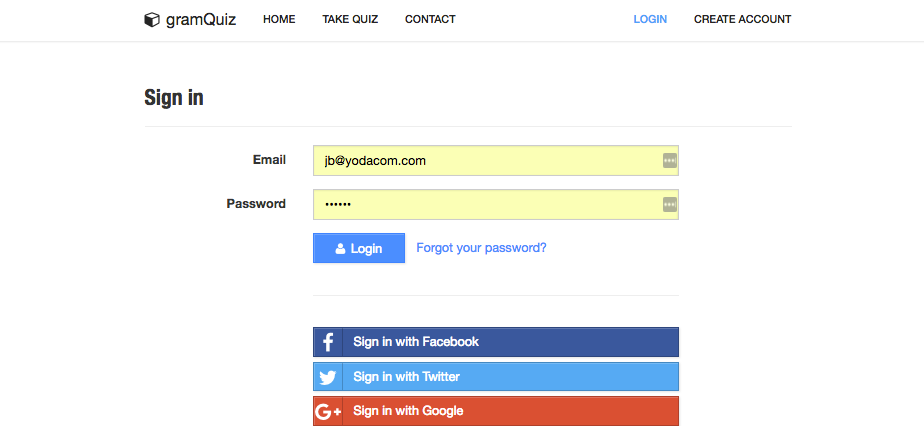 gramQuiz HOME TAKE QUIZ CONTACT LOGIN CREATE ACCOUNT
Sign in
Email jb@yodacom.com
Password ••••••
Login Forgot your password?
Sign in with Facebook
Sign in with Twitter
G+ Sign in with Google